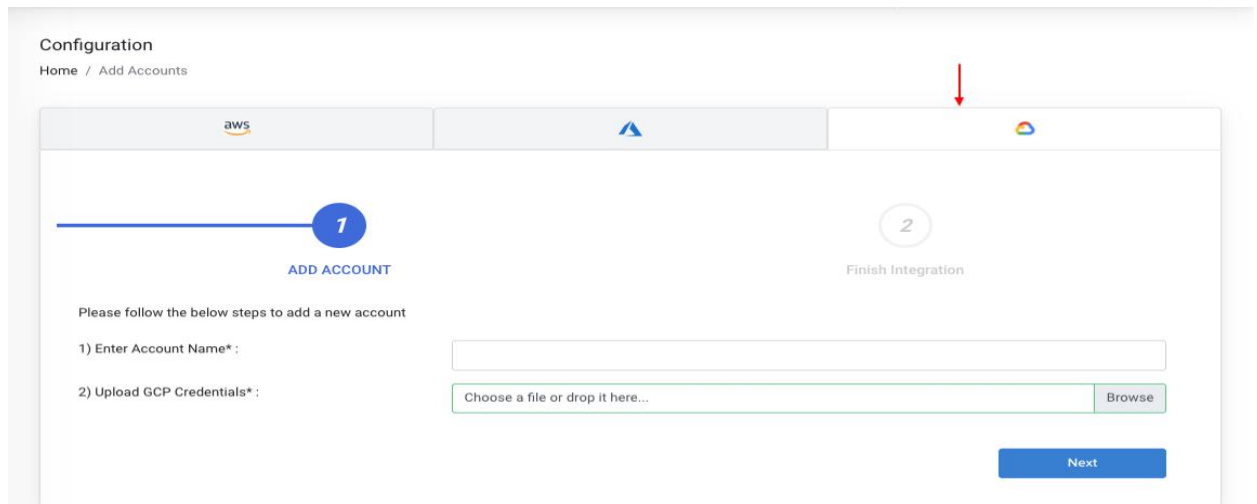 Configuration
Home / Add Accounts
aws
1
2
ADD ACCOUNT
Finish Integration
Please follow the below steps to add a new account
1) Enter Account Name* :
2) Upload GCP Credentials* :
Choose a file or drop it here...
Browse
Next